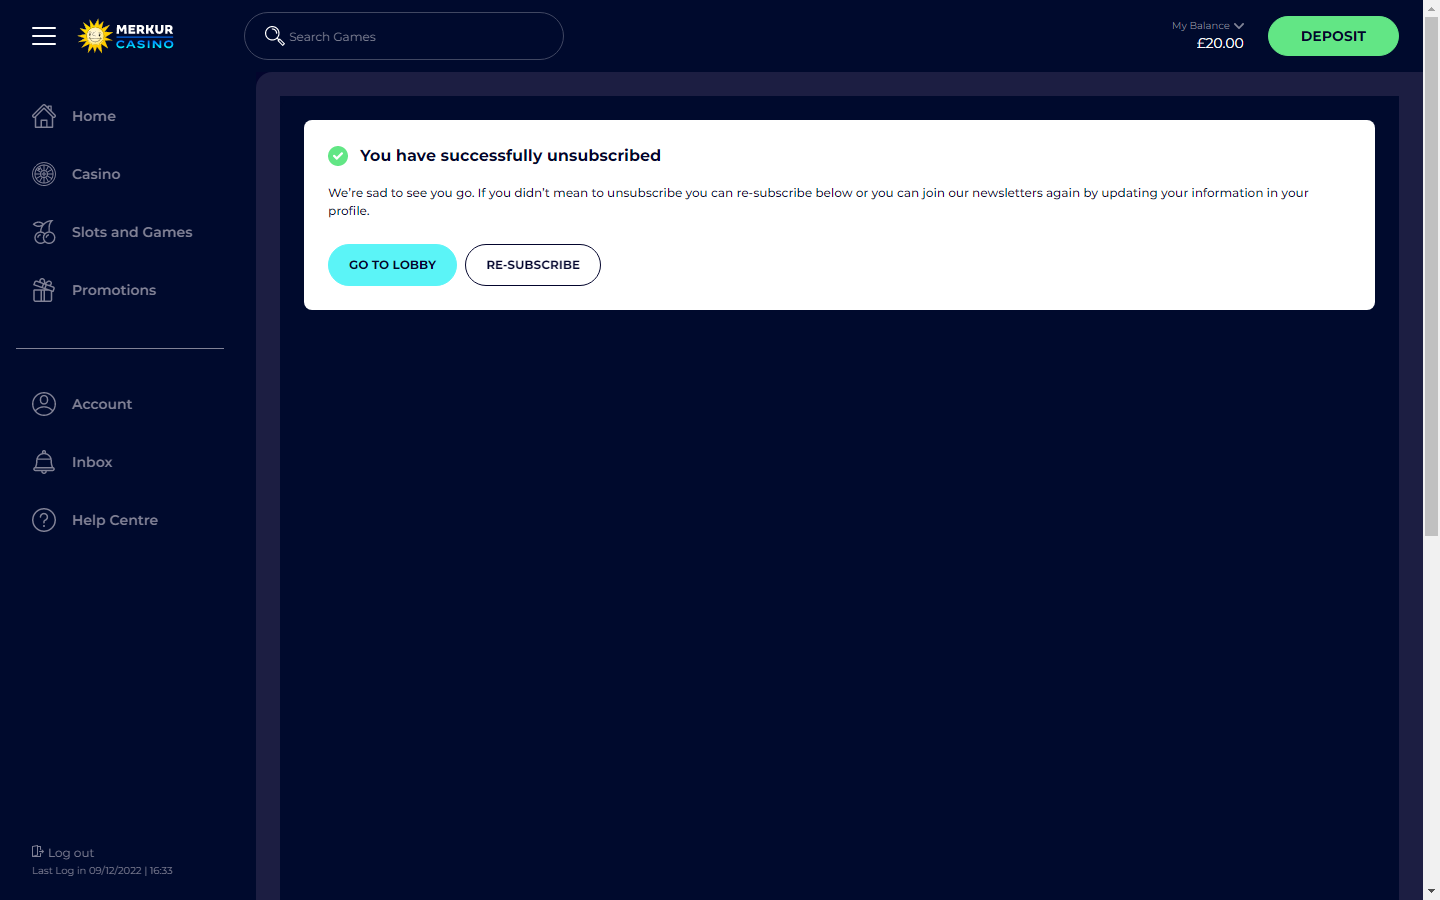 MERKUR
CASINO
Search Games
My Balance
£20.00
DEPOSIT
Home
Casino
Slots and Games
Promotions
Account
Inbox
Help Centre
Log out
Last Log in 09/12/2022 | 16:33
You have successfully unsubscribed
We’re sad to see you go. If you didn’t mean to unsubscribe you can re-subscribe below or you can join our newsletters again by updating your information in your
profile.
GO TO LOBBY
RE-SUBSCRIBE